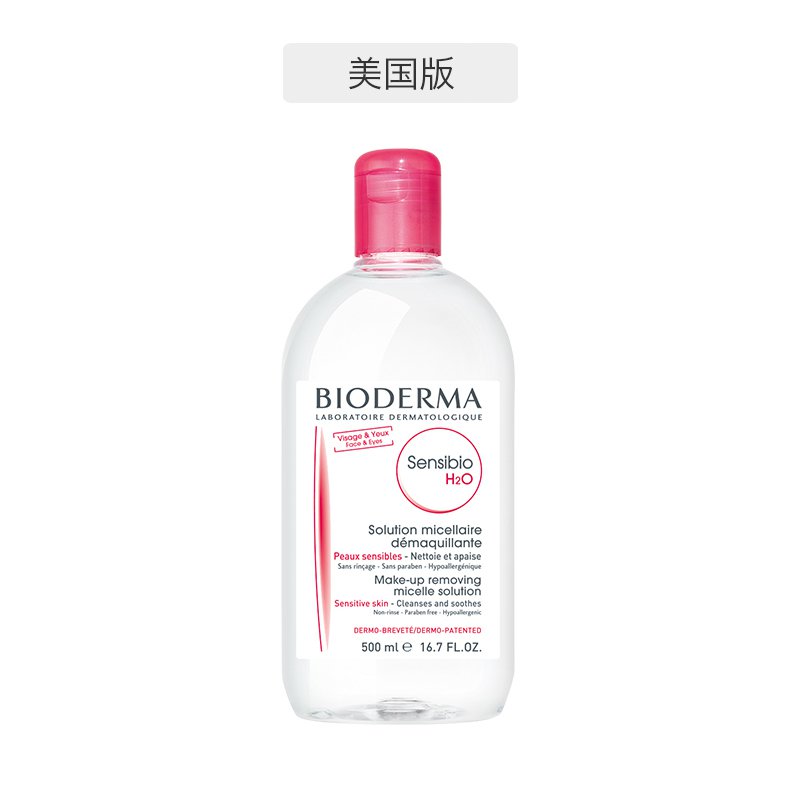 美国版
BIODERMA
LABORATOIRE DERMATOLOGIQUE
Visage & Yeux
Face & Eyes
Sensibio
H2O
Solution micellaire
démaquillante
Peaux sensibles - Nettoie et apaise
Sans rinçage - Sans paraben - Hypoallergénique
Make-up removing
micelle solution
Sensitive skin - Cleanses and soothes
Non-rinse - Paraben free - Hypoallergenic
DERMO-BREVETÉ/DERMO-PATENTED
500 ml ℮ 16.7 FL.OZ.